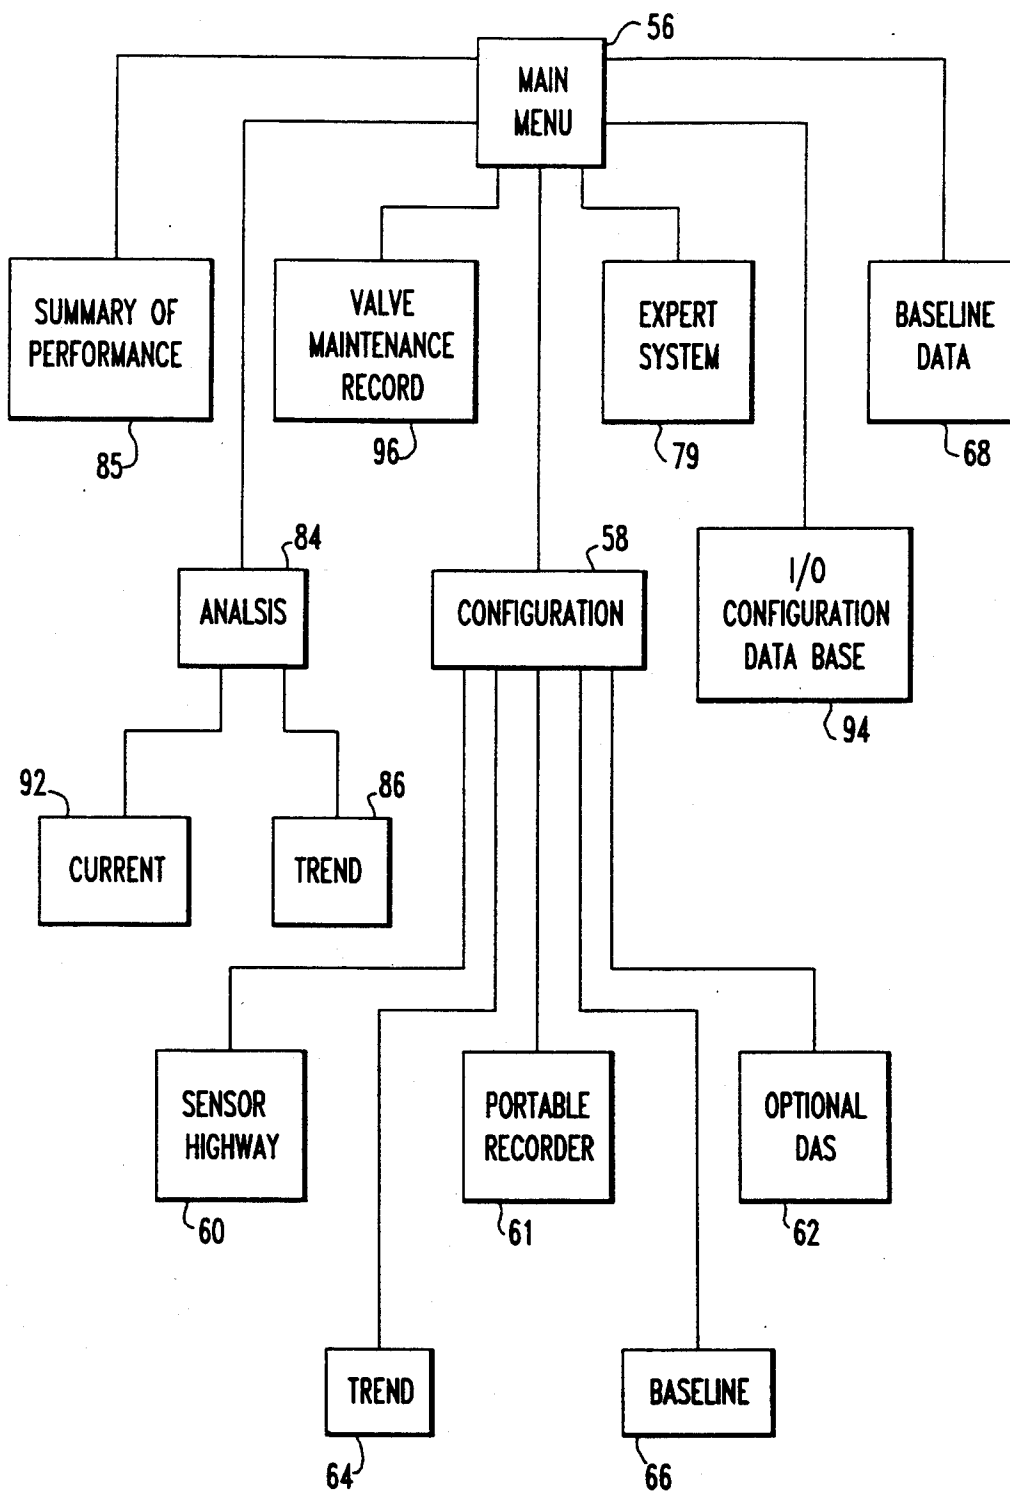 56
MAIN
MENU
SUMMARY OF
PERFORMANCE
85
VALVE
MAINTENANCE
RECORD
96
EXPERT
SYSTEM
79
BASELINE
DATA
68
84
ANALSIS
58
CONFIGURATION
I/O
CONFIGURATION
DATA BASE
94
92
CURRENT
86
TREND
SENSOR
HIGHWAY
60
PORTABLE
RECORDER
61
OPTIONAL
DAS
62
TREND
64
BASELINE
66